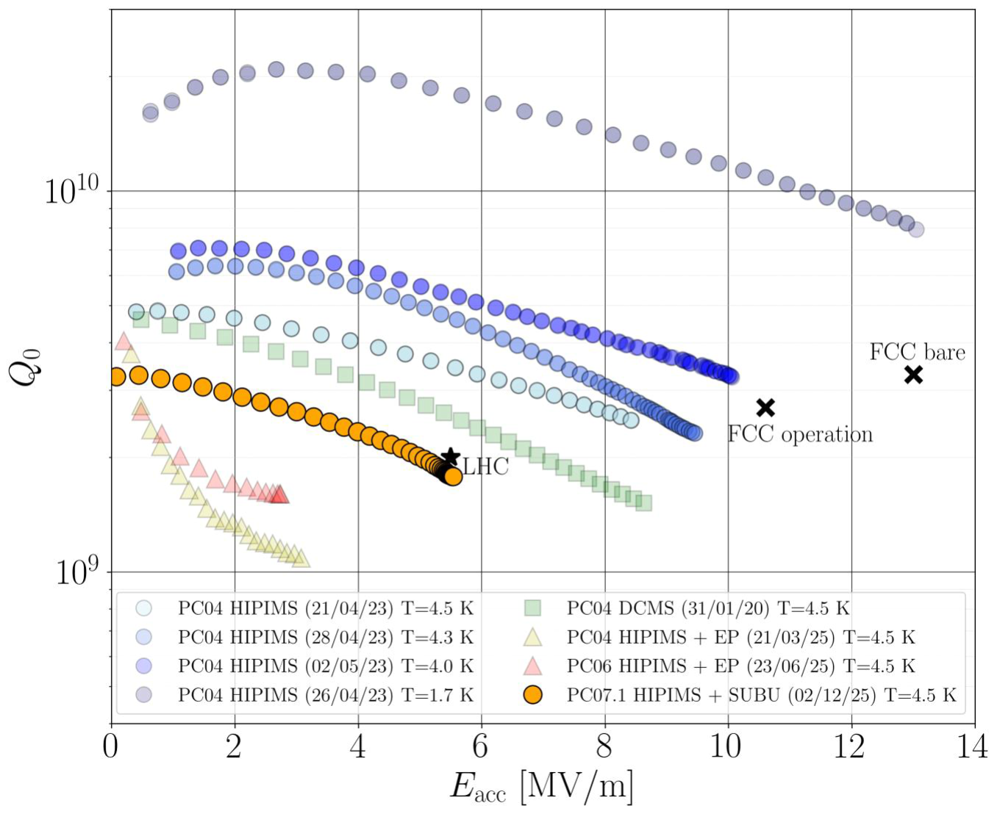 10^10
10^9
Q_0
FCC bare
FCC operation
LHC
PC04 HIPIMS (21/04/23) T=4.5 K
PC04 HIPIMS (28/04/23) T=4.3 K
PC04 HIPIMS (02/05/23) T=4.0 K
PC04 HIPIMS (26/04/23) T=1.7 K
PC04 DCMS (31/01/20) T=4.5 K
PC04 HIPIMS + EP (21/03/25) T=4.5 K
PC06 HIPIMS + EP (23/06/25) T=4.5 K
PC07.1 HIPIMS + SUBU (02/12/25) T=4.5 K
0 2 4 6 8 10 12 14
E_acc [MV/m]